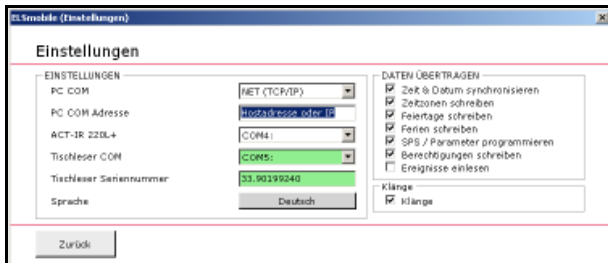 ELSmobile (Einstellungen)
Einstellungen
EINSTELLUNGEN
PC COM
NET (TCP/IP)
PC COM Adresse
Hostadresse oder IP
ACT-IR 220L+
COM4:
Tischleser COM
COM5:
Tischleser Seriennummer
33.90199240
Sprache
Deutsch
DATEN ÜBERTRAGEN
Zeit & Datum synchronisieren
Zeitzonen schreiben
Feiertage schreiben
Ferien schreiben
SPS / Parameter programmieren
Berechtigungen schreiben
Ereignisse einlesen
Klänge
Klänge
Zurück